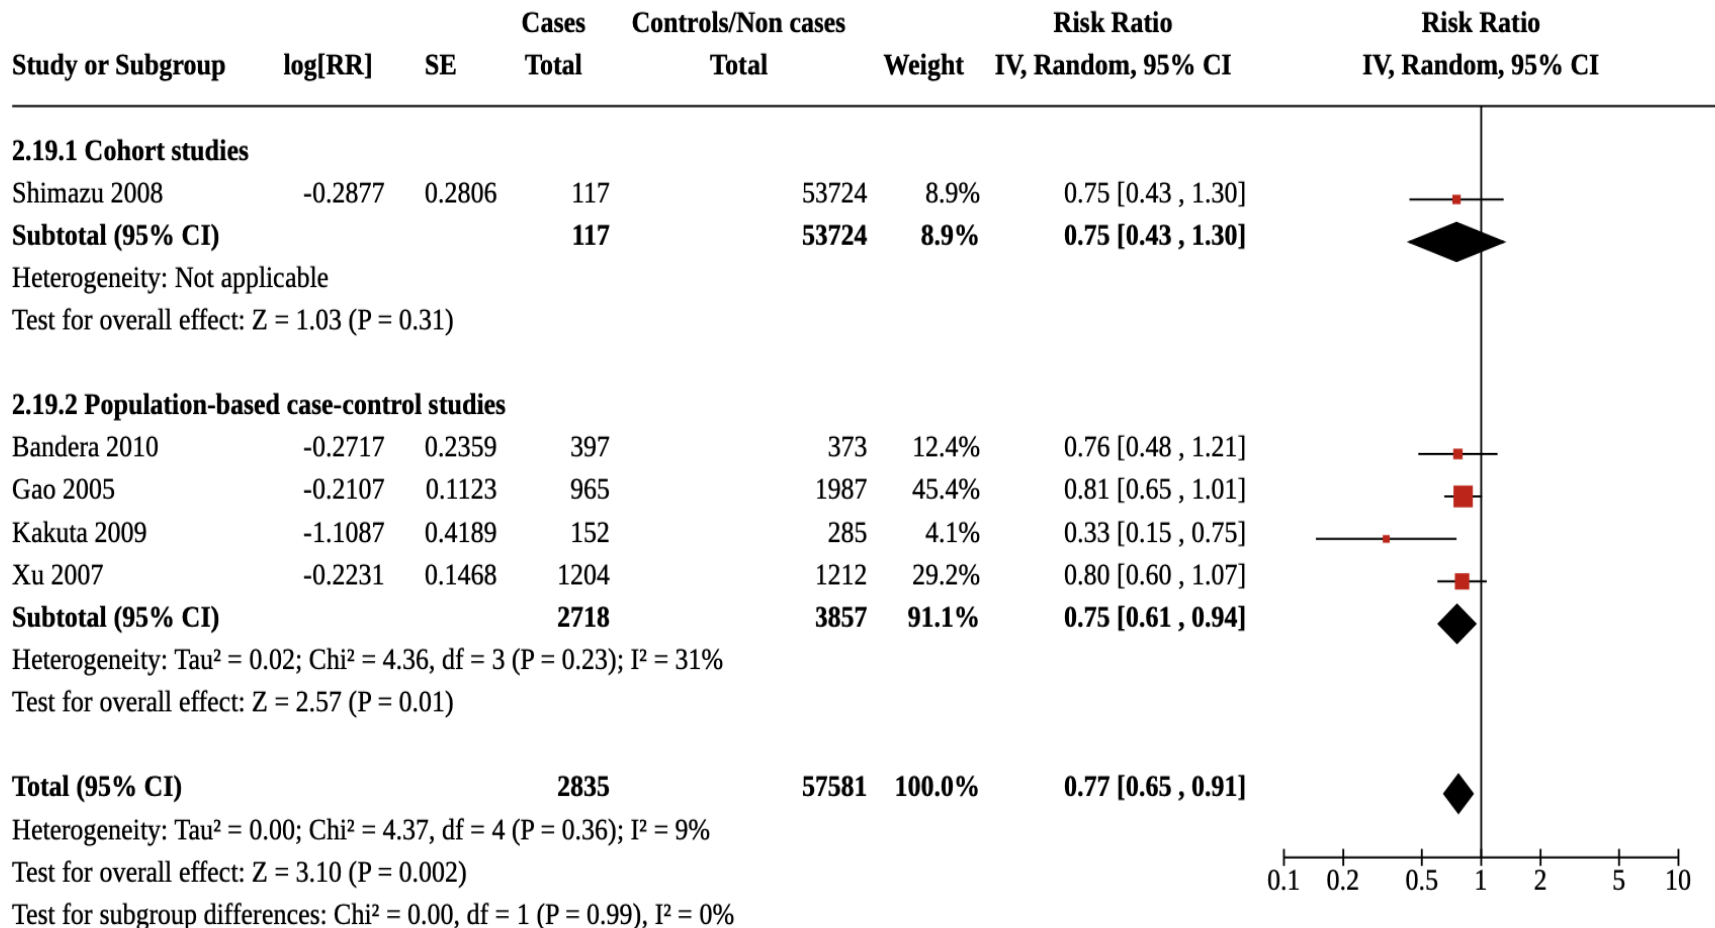 Cases Controls/Non cases Risk Ratio Risk Ratio
Study or Subgroup log[RR] SE Total Total Weight IV, Random, 95% CI IV, Random, 95% CI
2.19.1 Cohort studies
Shimazu 2008 -0.2877 0.2806 117 53724 8.9% 0.75 [0.43 , 1.30]
Subtotal (95% CI) 117 53724 8.9% 0.75 [0.43 , 1.30]
Heterogeneity: Not applicable
Test for overall effect: Z = 1.03 (P = 0.31)
2.19.2 Population-based case-control studies
Bandera 2010 -0.2717 0.2359 397 373 12.4% 0.76 [0.48 , 1.21]
Gao 2005 -0.2107 0.1123 965 1987 45.4% 0.81 [0.65 , 1.01]
Kakuta 2009 -1.1087 0.4189 152 285 4.1% 0.33 [0.15 , 0.75]
Xu 2007 -0.2231 0.1468 1204 1212 29.2% 0.80 [0.60 , 1.07]
Subtotal (95% CI) 2718 3857 91.1% 0.75 [0.61 , 0.94]
Heterogeneity: Tau² = 0.02; Chi² = 4.36, df = 3 (P = 0.23); I² = 31%
Test for overall effect: Z = 2.57 (P = 0.01)
Total (95% CI) 2835 57581 100.0% 0.77 [0.65 , 0.91]
Heterogeneity: Tau² = 0.00; Chi² = 4.37, df = 4 (P = 0.36); I² = 9%
Test for overall effect: Z = 3.10 (P = 0.002)
0.1 0.2 0.5 1 2 5 10
Test for subgroup differences: Chi² = 0.00, df = 1 (P = 0.99), I² = 0%